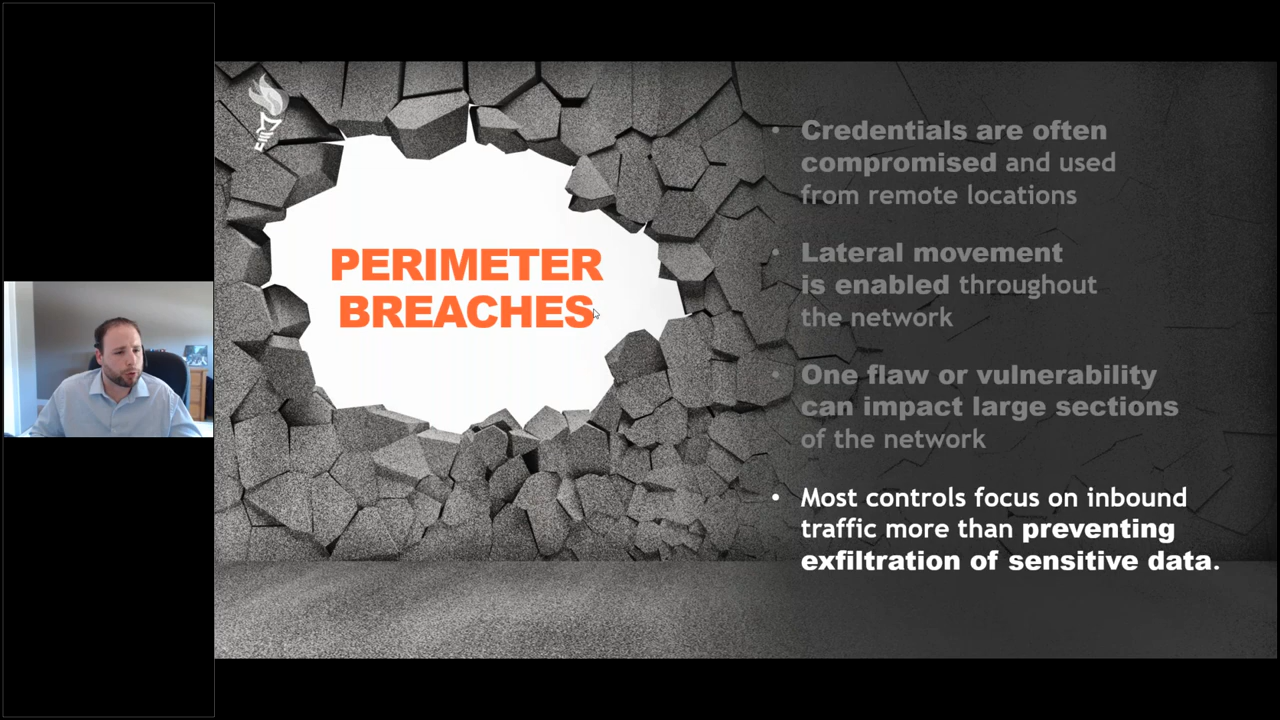 PERIMETER
BREACHES
• Credentials are often
compromised and used
from remote locations
• Lateral movement
is enabled throughout
the network
• One flaw or vulnerability
can impact large sections
of the network
• Most controls focus on inbound
traffic more than preventing
exfiltration of sensitive data.